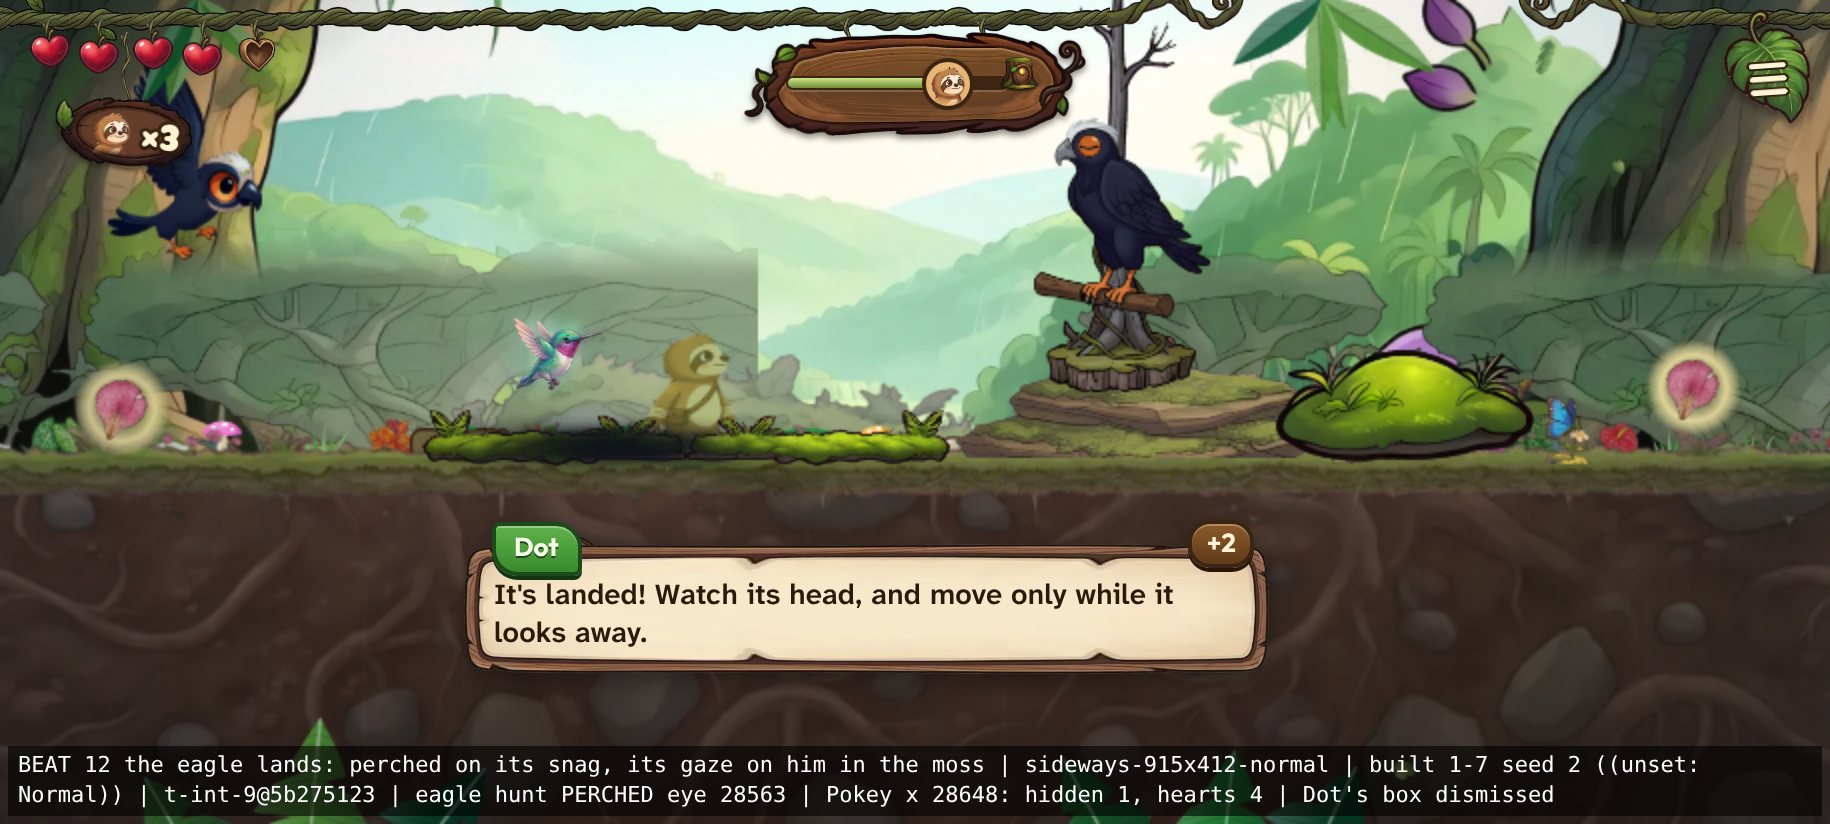 ×3
Dot
+2
It's landed! Watch its head, and move only while it
looks away.
BEAT 12 the eagle lands: perched on its snag, its gaze on him in the moss | sideways-915x412-normal | built 1-7 seed 2 ((unset:
Normal)) | t-int-9@5b275123 | eagle hunt PERCHED eye 28563 | Pokey x 28648: hidden 1, hearts 4 | Dot's box dismissed